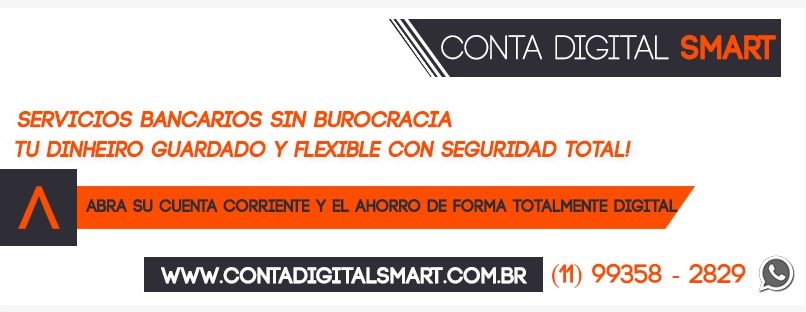 CONTA DIGITAL SMART
SERVICIOS BANCARIOS SIN BUROCRACIA
TU DINHEIRO GUARDADO Y FLEXIBLE CON SEGURIDAD TOTAL!
ABRA SU CUENTA CORRIENTE Y EL AHORRO DE FORMA TOTALMENTE DIGITAL
WWW.CONTADIGITALSMART.COM.BR (11) 99358 - 2829